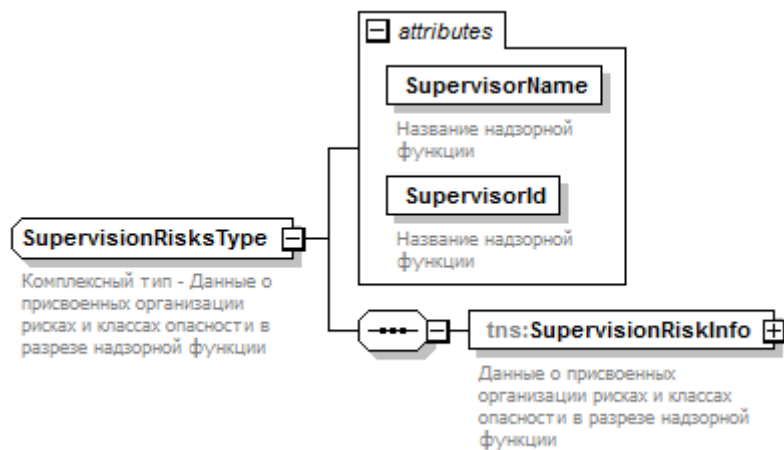 attributes
SupervisorName
Название надзорной
функции
SupervisorId
Название надзорной
функции
SupervisionRisksType
Комплексный тип - Данные о
присвоенных организации
рисках и классах опасности в
разрезе надзорной функции
tns:SupervisionRiskInfo
Данные о присвоенных
организации рисках и классах
опасности в разрезе надзорной
функции